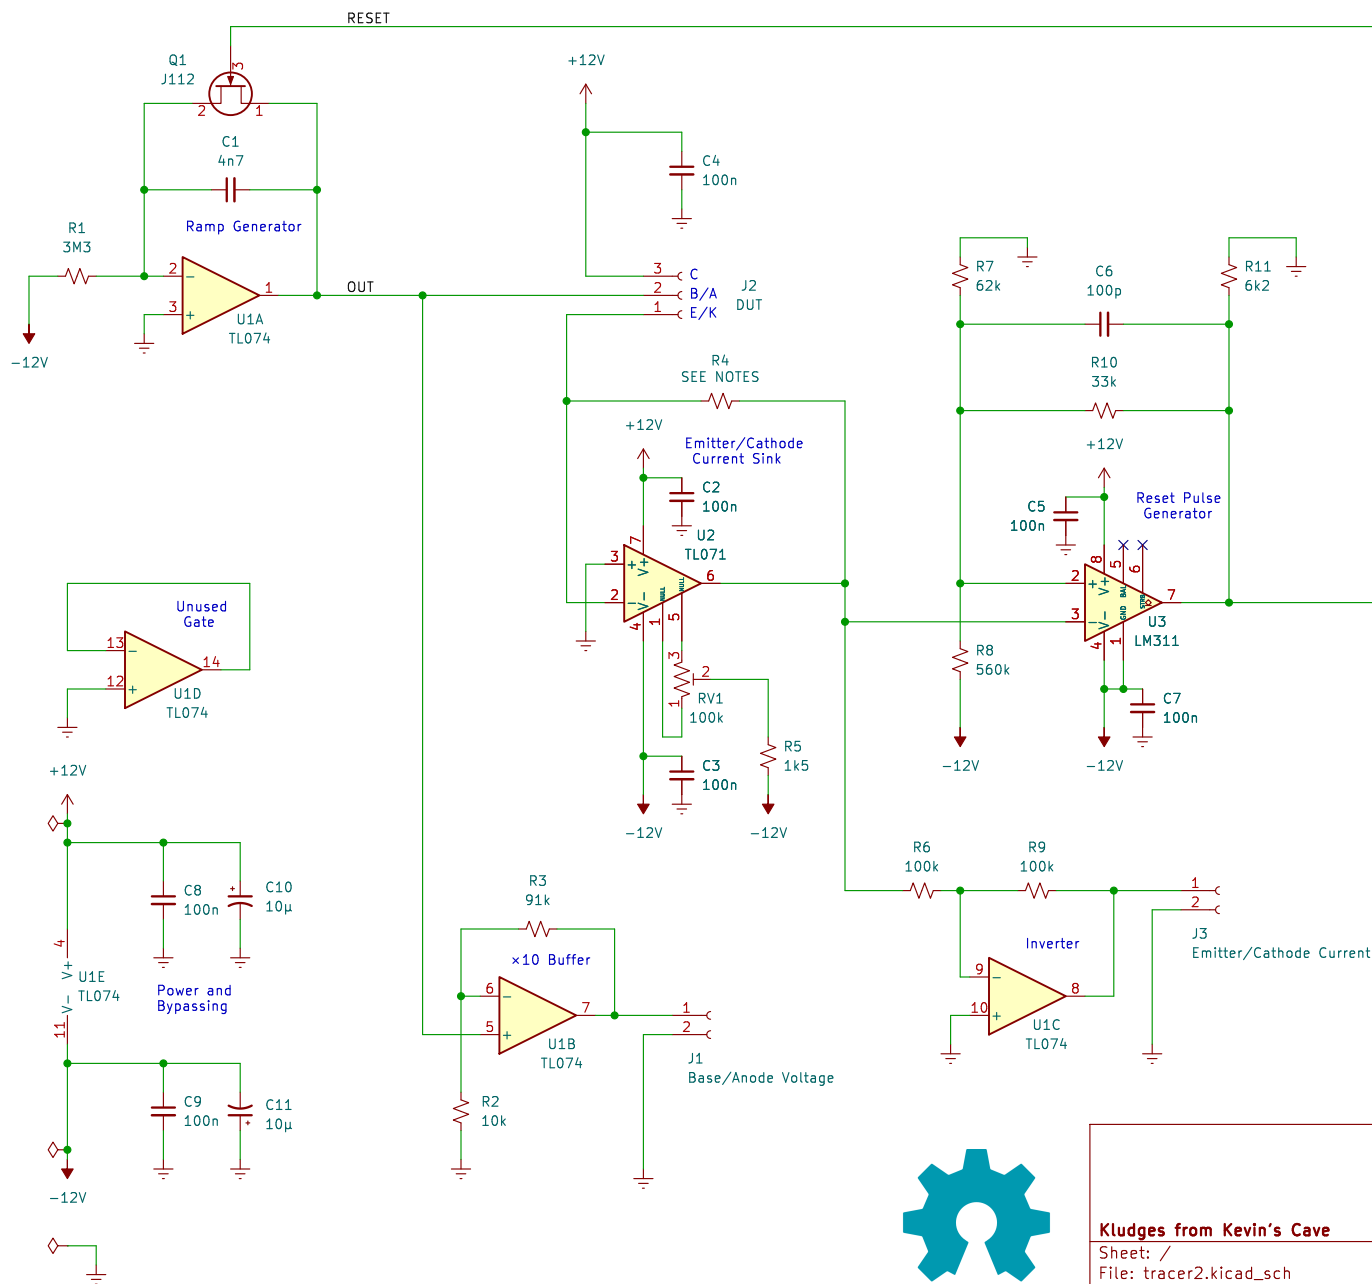 RESET
Q1
J112
3
2
1
C1
4n7
Ramp Generator
R1
3M3
-12V
2
3
1
U1A
TL074
OUT
+12V
C4
100n
3
C
2
B/A
1
E/K
J2
DUT
R4
SEE NOTES
Emitter/Cathode
Current Sink
+12V
C2
100n
U2
TL071
7
3
2
6
V+
V-
NULL
NULL
4
1
5
3
2
1
RV1
100k
R5
1k5
C3
100n
-12V
-12V
R7
62k
C6
100p
R11
6k2
R10
33k
+12V
C5
100n
Reset Pulse
Generator
8
5
6
2
3
7
V+
V-
BAL
STRB
GND
U3
LM311
4
1
R8
560k
C7
100n
-12V
-12V
Unused
Gate
13
12
14
U1D
TL074
+12V
C8
100n
C10
10µ
4
V+
U1E
TL074
V-
11
Power and
Bypassing
C9
100n
C11
10µ
-12V
R3
91k
×10 Buffer
6
5
7
U1B
TL074
R2
10k
1
2
J1
Base/Anode Voltage
R6
100k
R9
100k
Inverter
9
10
8
U1C
TL074
1
2
J3
Emitter/Cathode Current
Kludges from Kevin's Cave
Sheet: /
File: tracer2.kicad_sch